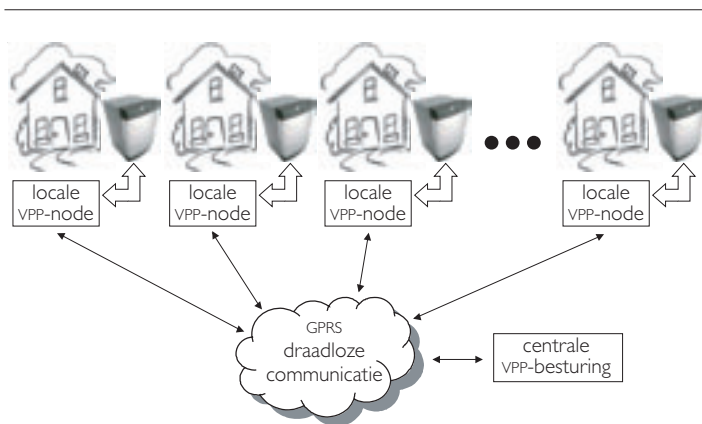 locale
VPP-node
locale
VPP-node
locale
VPP-node
locale
VPP-node
GPRS
draadloze
communicatie
centrale
VPP-besturing